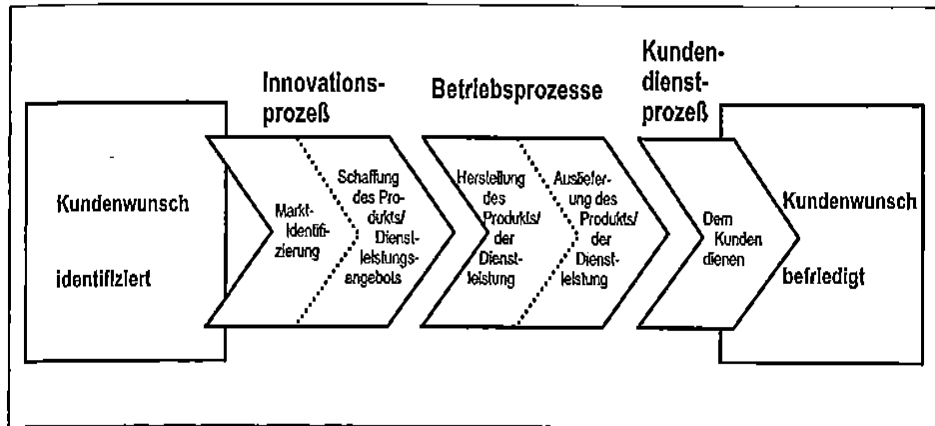 Innovations-
prozeß
Betriebsprozesse
Kunden-
dienst-
prozeß
Kundenwunsch
identifiziert
Markt-
Identifi-
zierung
Schaffung
des Pro-
dukts/
Dienst-
leistungs-
angebots
Herstellung
des
Produkts/
der
Dienst-
leistung
Ausliefer-
ung des
Produkts/
der
Dienst-
leistung
Dem
Kunden
dienen
Kundenwunsch
befriedigt